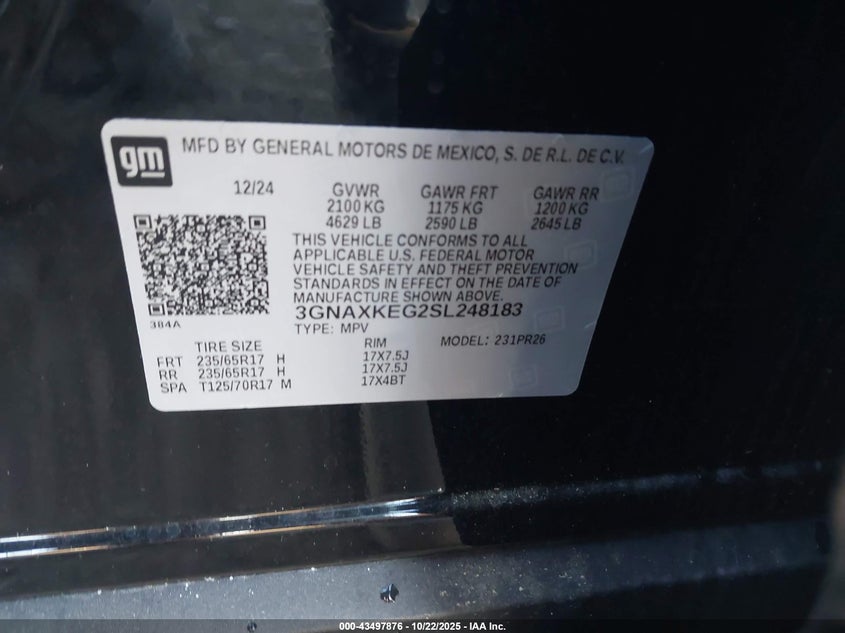 gm
MFD BY GENERAL MOTORS DE MEXICO, S. DE R.L. DE C.V.
12/24 GVWR GAWR FRT GAWR RR
2100 KG 1175 KG 1200 KG
4629 LB 2590 LB 2645 LB
THIS VEHICLE CONFORMS TO ALL
APPLICABLE U.S. FEDERAL MOTOR
VEHICLE SAFETY AND THEFT PREVENTION
STANDARDS IN EFFECT ON THE DATE OF
MANUFACTURE SHOWN ABOVE.
3GNAXKEG2SL248183
384A
TYPE: MPV MODEL: 231PR26
TIRE SIZE RIM
FRT 235/65R17 H 17X7.5J
RR 235/65R17 H 17X7.5J
SPA T125/70R17 M 17X4BT
000-43497876 - 10/22/2025 - IAA Inc.